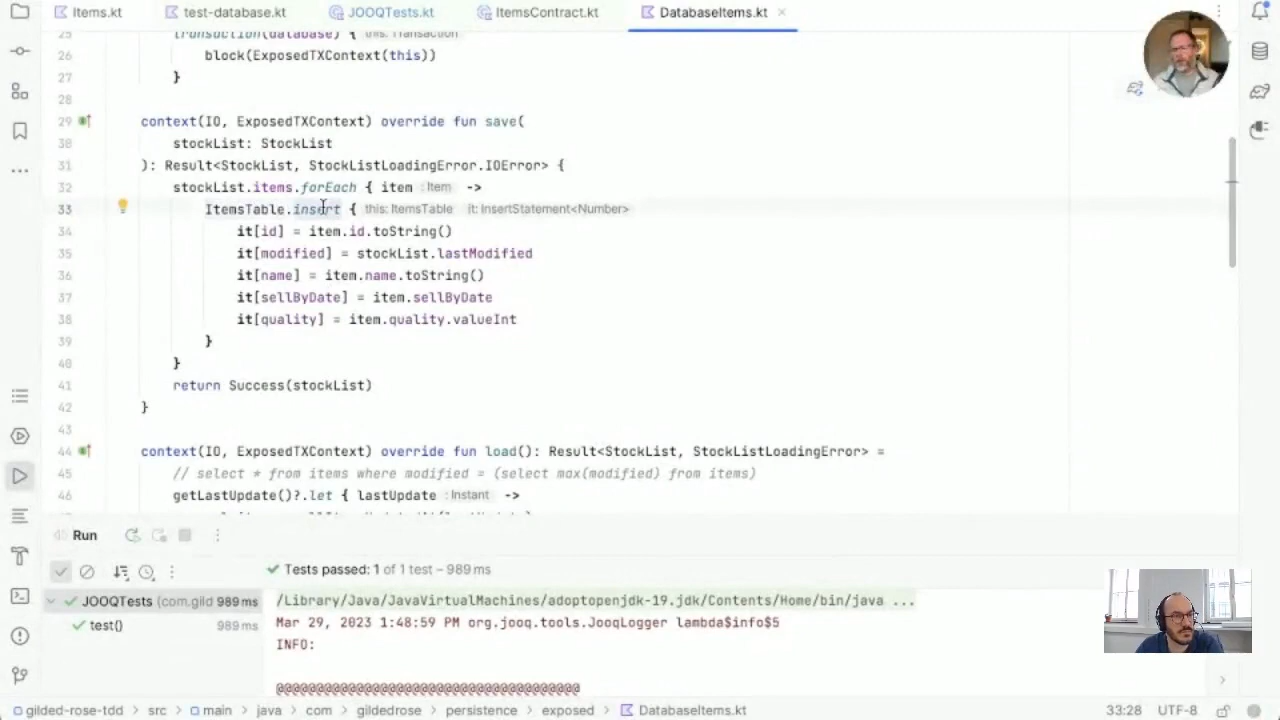 Items.kt
test-database.kt
JOOQTests.kt
ItemsContract.kt
DatabaseItems.kt
25 transaction(database) { this: Transaction
26 block(ExposedTXContext(this))
27 }
28
29 context(IO, ExposedTXContext) override fun save(
30 stockList: StockList
31 ): Result<StockList, StockListLoadingError.IOError> {
32 stockList.items.forEach { item : Item ->
33 ItemsTable.insert { this: ItemsTable it: InsertStatement<Number>
34 it[id] = item.id.toString()
35 it[modified] = stockList.lastModified
36 it[name] = item.name.toString()
37 it[sellByDate] = item.sellByDate
38 it[quality] = item.quality.valueInt
39 }
40 }
41 return Success(stockList)
42 }
43
44 context(IO, ExposedTXContext) override fun load(): Result<StockList, StockListLoadingError> =
45 // select * from items where modified = (select max(modified) from items)
46 getLastUpdate()?.let { lastUpdate : Instant ->
Run
Tests passed: 1 of 1 test – 989 ms
JOOQTests (com.gild 989 ms
test() 989 ms
/Library/Java/JavaVirtualMachines/adoptopenjdk-19.jdk/Contents/Home/bin/java ...
Mar 29, 2023 1:48:59 PM org.jooq.tools.JooqLogger lambda$info$5
INFO:
@@@@@@@@@@@@@@@@@@@@@@@@@@@@@@@@@@@@@@
gilded-rose-tdd > src > main > java > com > gildedrose > persistence > exposed > DatabaseItems.kt
33:28 UTF-8